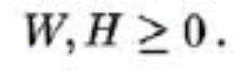 W, H ≥ 0 .